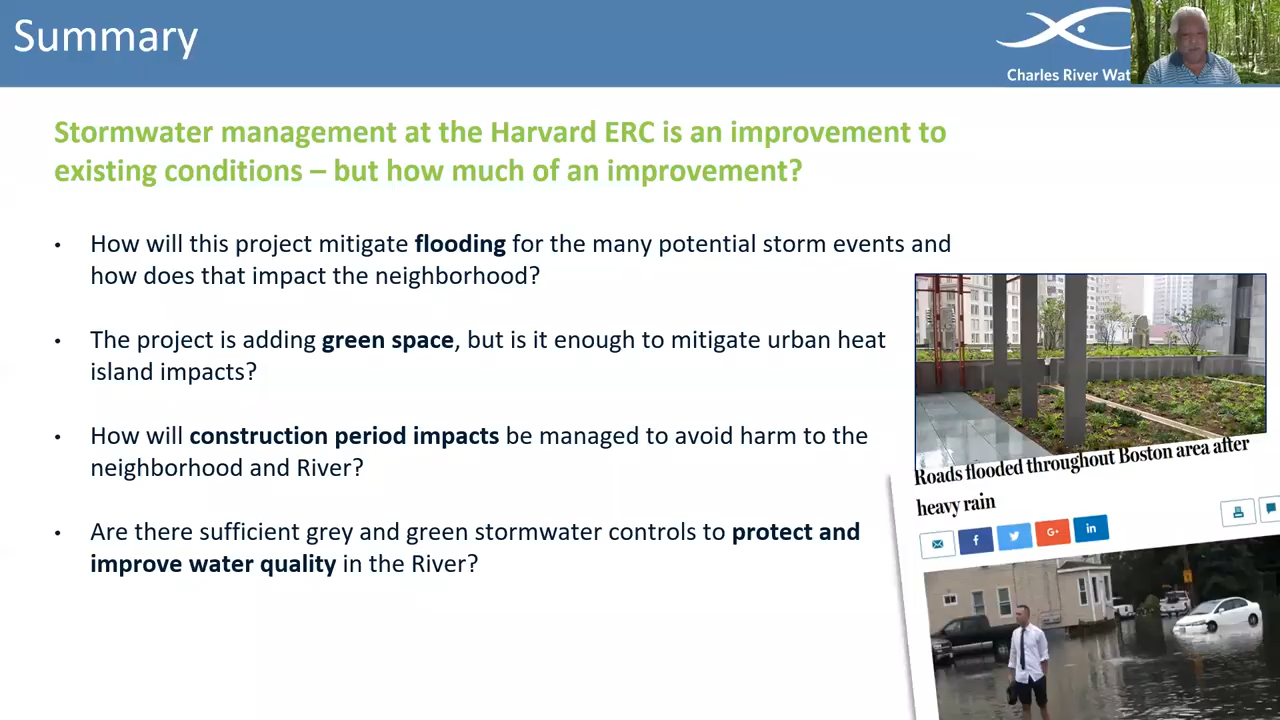 Summary
Charles River Wat
Stormwater management at the Harvard ERC is an improvement to
existing conditions – but how much of an improvement?
• How will this project mitigate flooding for the many potential storm events and
how does that impact the neighborhood?
• The project is adding green space, but is it enough to mitigate urban heat
island impacts?
• How will construction period impacts be managed to avoid harm to the
neighborhood and River?
• Are there sufficient grey and green stormwater controls to protect and
improve water quality in the River?
Roads flooded throughout Boston area after
heavy rain
f
G+
in